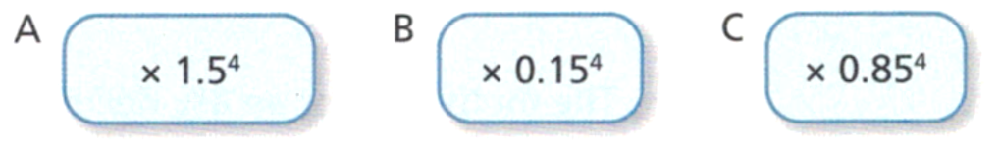 A × 1.5⁴ B × 0.15⁴ C × 0.85⁴